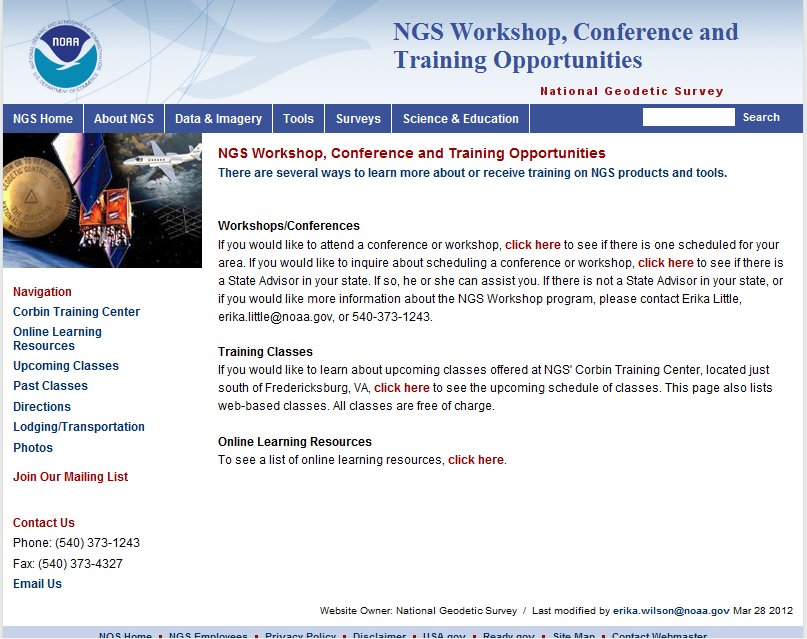 NOAA
NGS Workshop, Conference and
Training Opportunities
National Geodetic Survey
NGS Home
About NGS
Data & Imagery
Tools
Surveys
Science & Education
Search
NGS Workshop, Conference and Training Opportunities
There are several ways to learn more about or receive training on NGS products and tools.
Workshops/Conferences
If you would like to attend a conference or workshop, click here to see if there is one scheduled for your
area. If you would like to inquire about scheduling a conference or workshop, click here to see if there is
a State Advisor in your state. If so, he or she can assist you. If there is not a State Advisor in your state, or
if you would like more information about the NGS Workshop program, please contact Erika Little,
erika.little@noaa.gov, or 540-373-1243.
Training Classes
If you would like to learn about upcoming classes offered at NGS' Corbin Training Center, located just
south of Fredericksburg, VA, click here to see the upcoming schedule of classes. This page also lists
web-based classes. All classes are free of charge.
Online Learning Resources
To see a list of online learning resources, click here.
Navigation
Corbin Training Center
Online Learning
Resources
Upcoming Classes
Past Classes
Directions
Lodging/Transportation
Photos
Join Our Mailing List
Contact Us
Phone: (540) 373-1243
Fax: (540) 373-4327
Email Us
Website Owner: National Geodetic Survey / Last modified by erika.wilson@noaa.gov Mar 28 2012
NOS Home ▪ NGS Employees ▪ Privacy Policy ▪ Disclaimer ▪ USA.gov ▪ Ready.gov ▪ Site Map ▪ Contact Webmaster